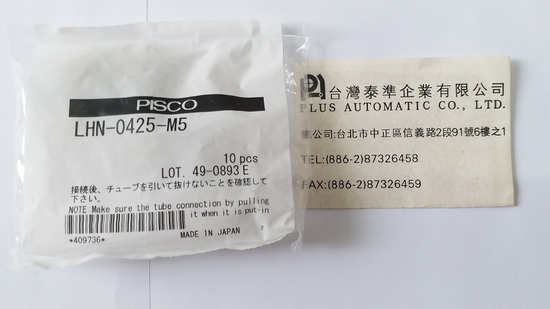 PISCO
LHN-0425-M5
10 pcs
LOT. 49-0893 E
接続後、チューブを引いて抜けないことを確認して
下さい。
NOTE Make sure the tube connection by pulling
it when it is put-in
*409736*
MADE IN JAPAN
2
台灣泰準企業有限公司
PLUS AUTOMATIC CO., LTD.
公司:台北市中正區信義路2段91號6樓之1
TEL:(886-2)87326458
FAX:(886-2)87326459